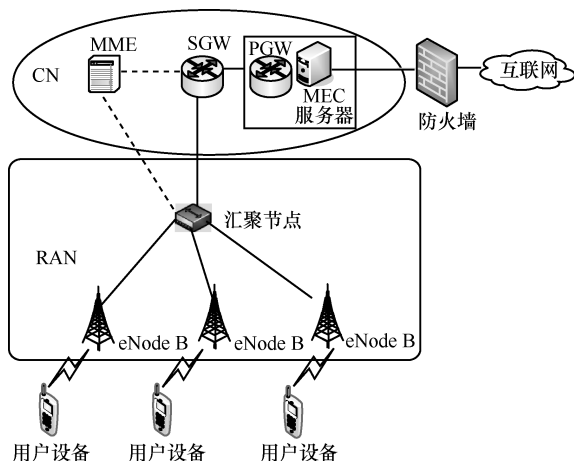 MME
SGW
PGW
CN
MEC
服务器
互联网
防火墙
汇聚节点
RAN
eNode B
eNode B
eNode B
用户设备
用户设备
用户设备